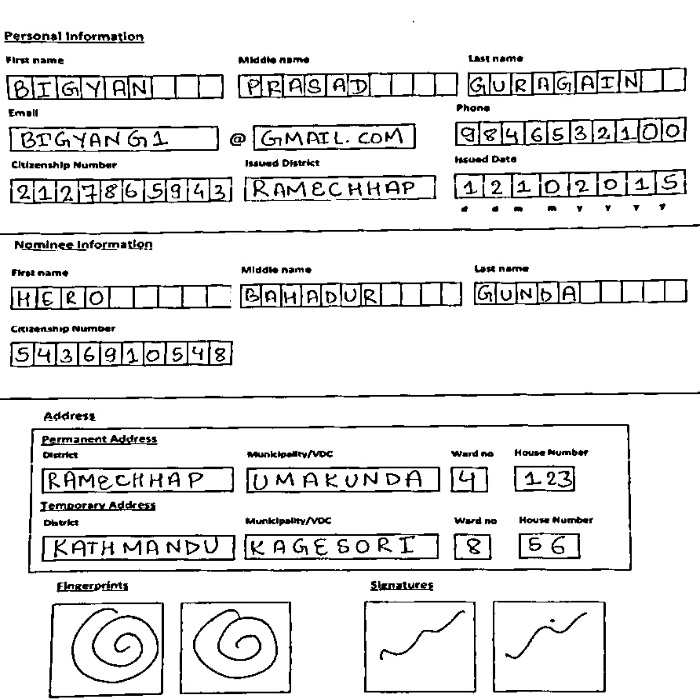 Personal Information
First name Middle name Last name
BIGYAN PRASAD GURAGAIN
Email Phone
BIGYANG1 @ GMAIL.COM 9846532100
Citizenship Number Issued District Issued Date
2127865943 RAMECHHAP 12102015
d d m m y y y y
Nominee Information
First name Middle name Last name
HERO BAHADUR GUNDA
Citizenship Number
5436910548
Address
Permanent Address
District Municipality/VDC Ward no House Number
RAMECHHAP UMAKUNDA 4 123
Temporary Address
District Municipality/VDC Ward no House Number
KATHMANDU KAGESORI 8 56
Fingerprints Signatures